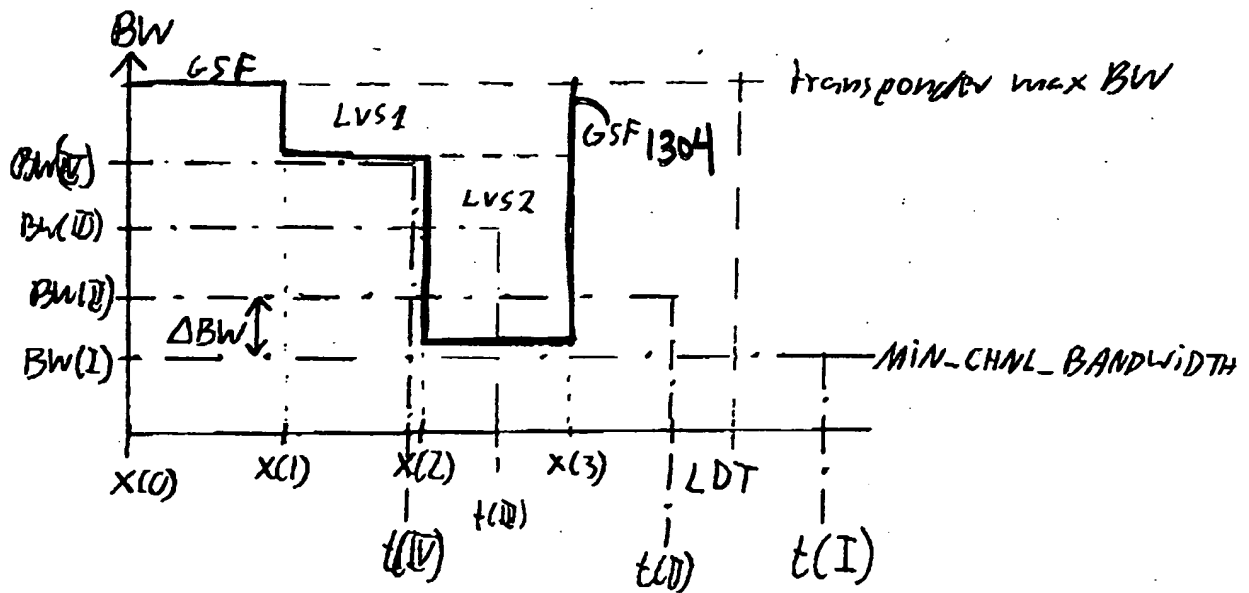 BW
GSF
transponder max BW
LVS1
GSF 1304
BW(IV)
LVS2
BW(III)
BW(II)
ΔBW
BW(I)
MIN_CHNL_BANDWIDTH
X(0)
X(1)
X(2)
X(3)
LDT
t(III)
t(IV)
t(II)
t(I)